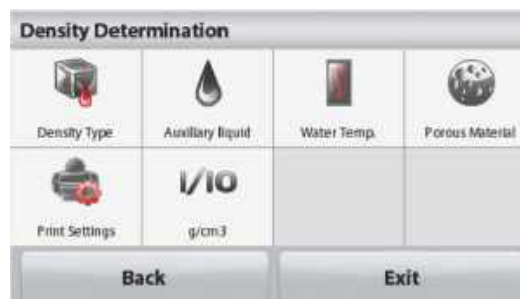 Density Determination
Density Type
Auxiliary liquid
Water Temp.
Porous Material
Print Settings
I/IO
g/cm3
Back
Exit